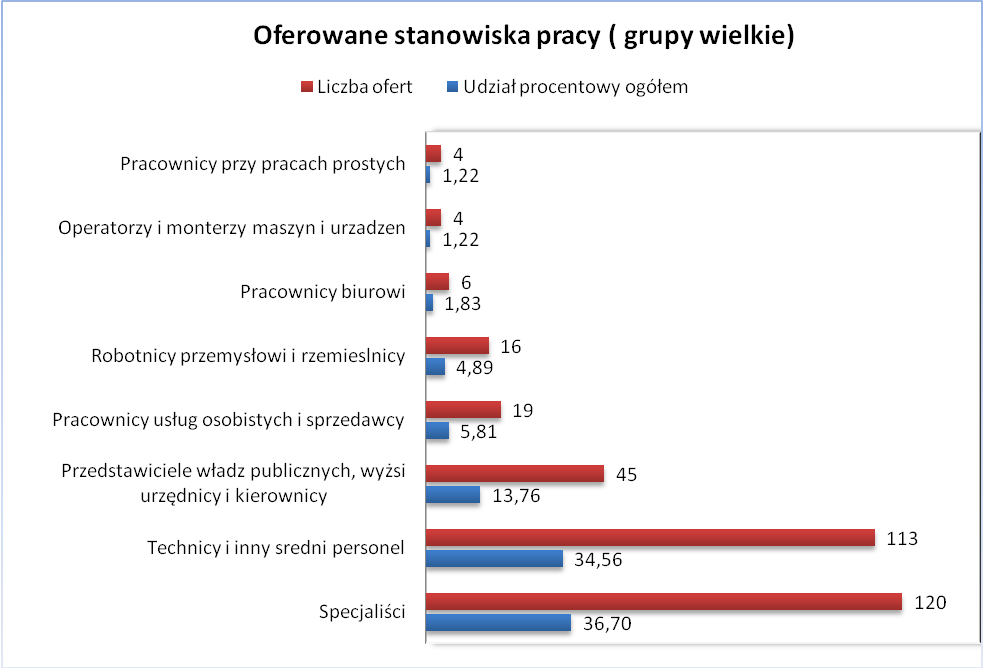 Oferowane stanowiska pracy ( grupy wielkie)
Liczba ofert
Udział procentowy ogółem
Pracownicy przy pracach prostych
4
1,22
Operatorzy i monterzy maszyn i urzadzen
4
1,22
Pracownicy biurowi
6
1,83
Robotnicy przemysłowi i rzemieslnicy
16
4,89
Pracownicy usług osobistych i sprzedawcy
19
5,81
Przedstawiciele władz publicznych, wyżsi
urzędnicy i kierownicy
45
13,76
Technicy i inny sredni personel
113
34,56
Specjaliści
120
36,70